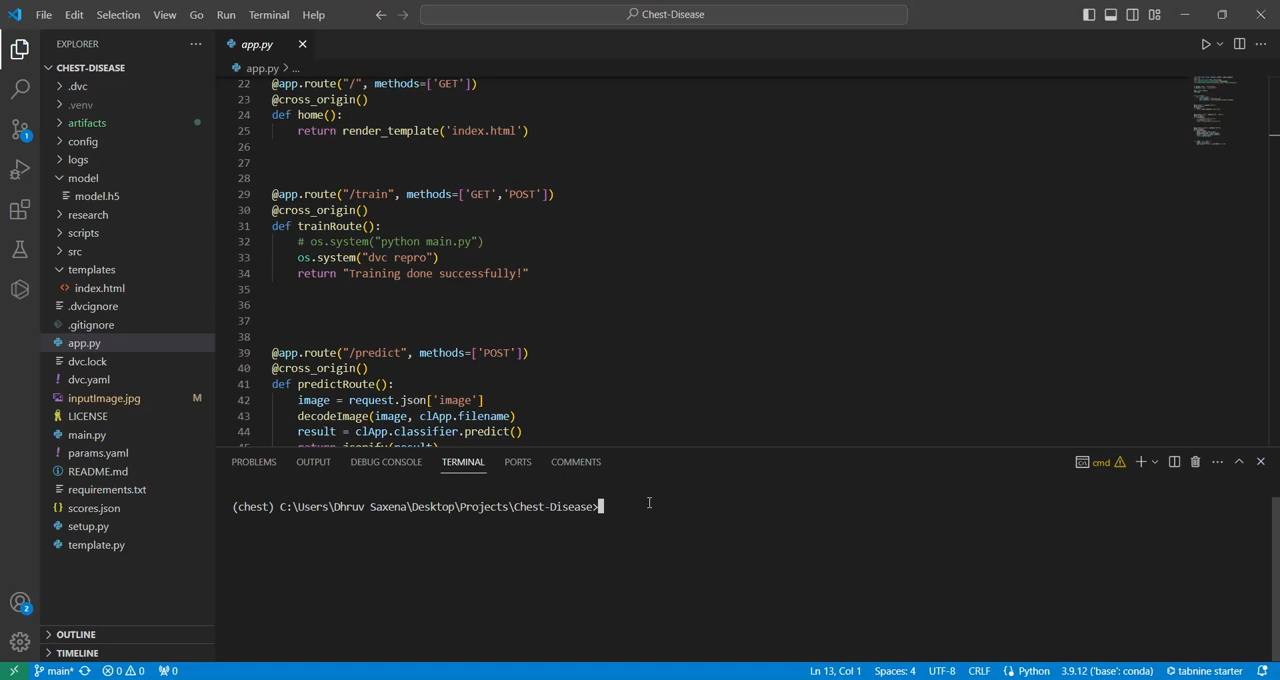 File Edit Selection View Go Run Terminal Help
Chest-Disease
EXPLORER
CHEST-DISEASE
.dvc
.venv
artifacts
config
logs
model
model.h5
research
scripts
src
templates
index.html
.dvcignore
.gitignore
app.py
dvc.lock
dvc.yaml
inputImage.jpg M
LICENSE
main.py
params.yaml
README.md
requirements.txt
scores.json
setup.py
template.py
OUTLINE
TIMELINE
1
2
app.py
app.py > ...
22 @app.route("/", methods=['GET'])
23 @cross_origin()
24 def home():
25     return render_template('index.html')
26
27
28
29 @app.route("/train", methods=['GET','POST'])
30 @cross_origin()
31 def trainRoute():
32     # os.system("python main.py")
33     os.system("dvc repro")
34     return "Training done successfully!"
35
36
37
38
39 @app.route("/predict", methods=['POST'])
40 @cross_origin()
41 def predictRoute():
42     image = request.json['image']
43     decodeImage(image, clApp.filename)
44     result = clApp.classifier.predict()
45     return jsonify(result)
PROBLEMS OUTPUT DEBUG CONSOLE TERMINAL PORTS COMMENTS
cmd
(chest) C:\Users\Dhruv Saxena\Desktop\Projects\Chest-Disease>
main* 0 0 0 Ln 13, Col 1 Spaces: 4 UTF-8 CRLF Python 3.9.12 ('base': conda) tabnine starter